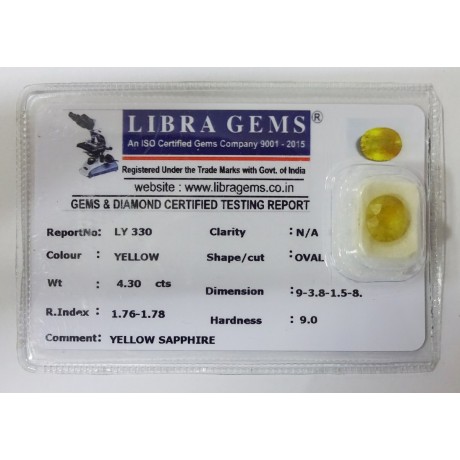 LIBRA GEMS®
An ISO Certified Gems Company 9001 - 2015
Registered Under the Trade Marks with Govt. of India
website : www.libragems.co.in
GEMS & DIAMOND CERTIFIED TESTING REPORT
ReportNo: LY 330 Clarity : N/A
Colour : YELLOW Shape/cut : OVAL
Wt : 4.30 cts Dimension : 9-3.8-1.5-8.
R.Index : 1.76-1.78 Hardness : 9.0
Comment: YELLOW SAPPHIRE